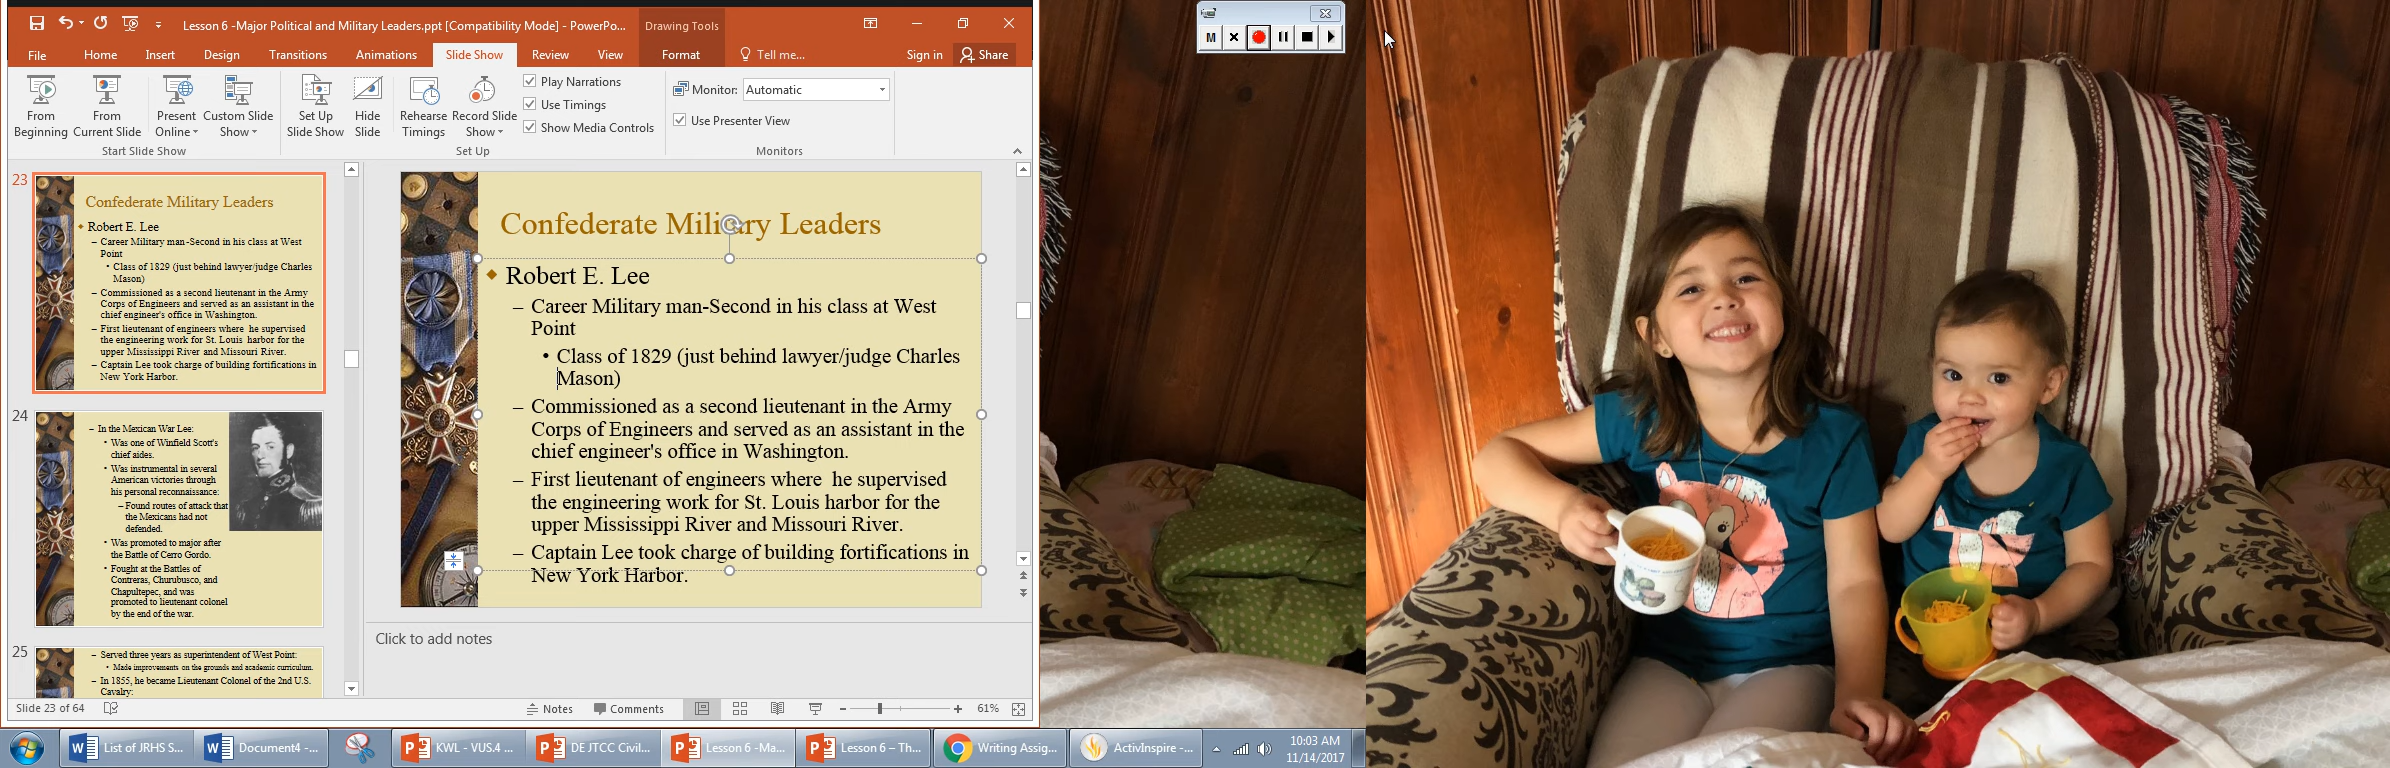 Lesson 6 -Major Political and Military Leaders.ppt [Compatibility Mode] - PowerPo...
Drawing Tools
File
Home
Insert
Design
Transitions
Animations
Slide Show
Review
View
Format
Tell me...
Sign in
Share
From
Beginning
From
Current Slide
Present
Online
Custom Slide
Show
Start Slide Show
Set Up
Slide Show
Hide
Slide
Rehearse
Timings
Record Slide
Show
Play Narrations
Use Timings
Show Media Controls
Set Up
Monitor:
Automatic
Use Presenter View
Monitors
M
23
Confederate Military Leaders
Robert E. Lee
– Career Military man-Second in his class at West
Point
• Class of 1829 (just behind lawyer/judge Charles
Mason)
– Commissioned as a second lieutenant in the Army
Corps of Engineers and served as an assistant in the
chief engineer's office in Washington.
– First lieutenant of engineers where he supervised
the engineering work for St. Louis harbor for the
upper Mississippi River and Missouri River.
– Captain Lee took charge of building fortifications in
New York Harbor.
24
– In the Mexican War Lee:
• Was one of Winfield Scott's
chief aides.
• Was instrumental in several
American victories through
his personal reconnaissance:
– Found routes of attack that
the Mexicans had not
defended.
• Was promoted to major after
the Battle of Cerro Gordo.
• Fought at the Battles of
Contreras, Churubusco, and
Chapultepec, and was
promoted to lieutenant colonel
by the end of the war.
25
– Served three years as superintendent of West Point:
• Made improvements on the grounds and academic curriculum.
– In 1855, he became Lieutenant Colonel of the 2nd U.S.
Cavalry:
Confederate Military Leaders
Robert E. Lee
– Career Military man-Second in his class at West
Point
• Class of 1829 (just behind lawyer/judge Charles
Mason)
– Commissioned as a second lieutenant in the Army
Corps of Engineers and served as an assistant in the
chief engineer's office in Washington.
– First lieutenant of engineers where  he supervised
the engineering work for St. Louis harbor for the
upper Mississippi River and Missouri River.
– Captain Lee took charge of building fortifications in
New York Harbor.
Click to add notes
Slide 23 of 64
Notes
Comments
61%
List of JRHS S...
Document4 -...
KWL - VUS.4 ...
DE JTCC Civil...
Lesson 6 -Ma...
Lesson 6 – Th...
Writing Assig...
ActivInspire -...
10:03 AM
11/14/2017